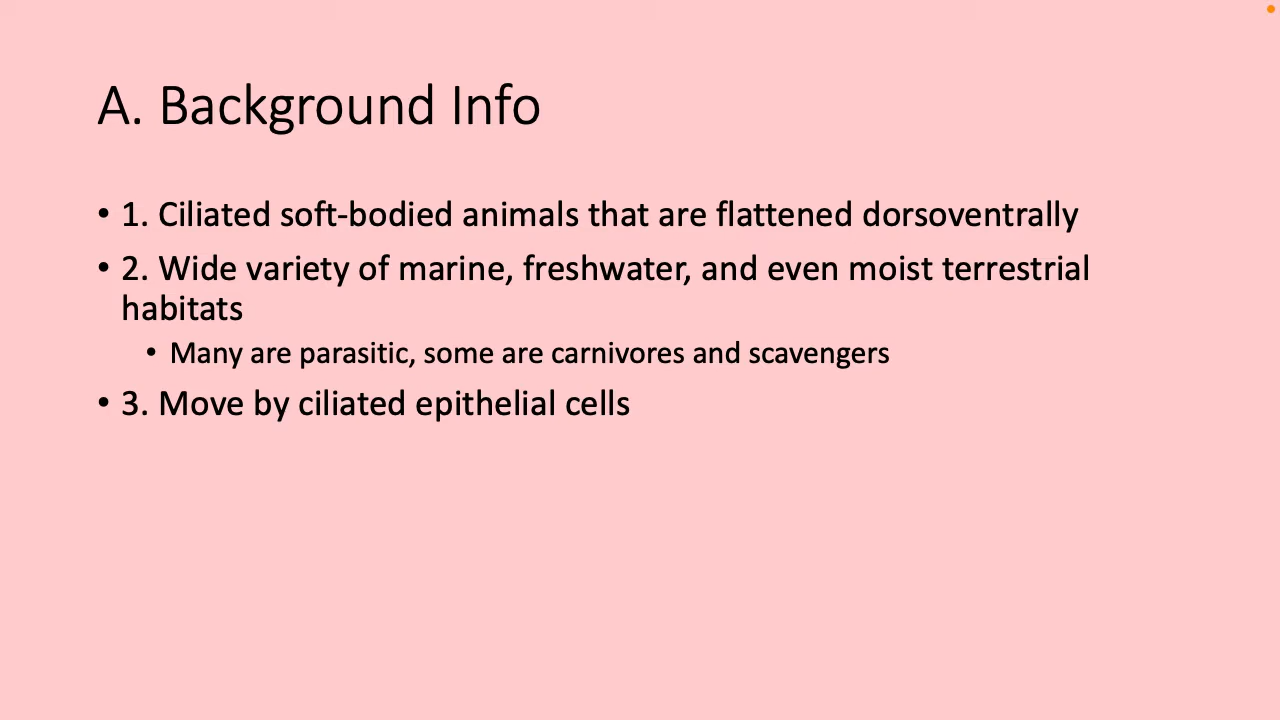 A. Background Info
• 1. Ciliated soft-bodied animals that are flattened dorsoventrally
• 2. Wide variety of marine, freshwater, and even moist terrestrial
habitats
• Many are parasitic, some are carnivores and scavengers
• 3. Move by ciliated epithelial cells